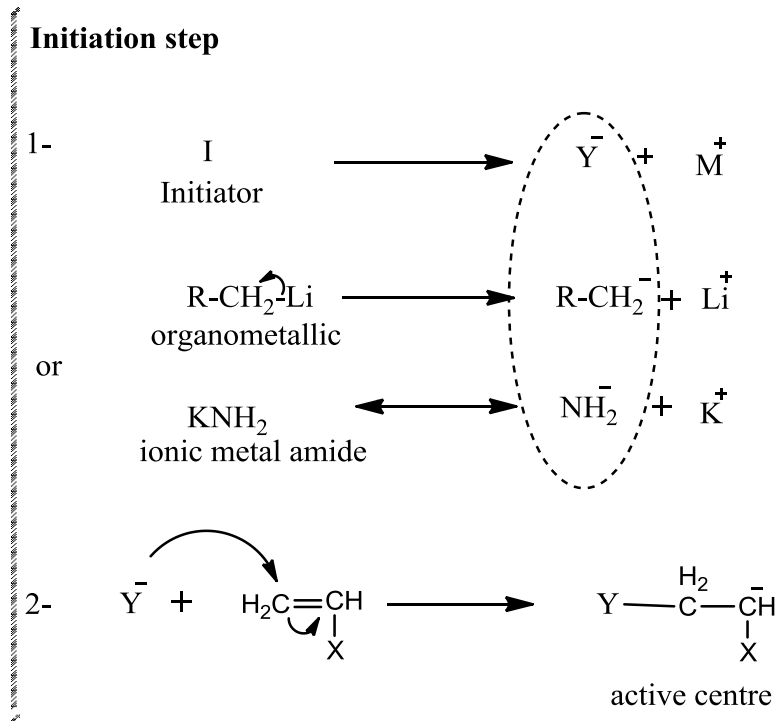 Initiation step
1- I ⟶ Y⁻ + M⁺
Initiator
R-CH₂-Li ⟶ R-CH₂⁻ + Li⁺
organometallic
or
KNH₂ ⟷ NH₂⁻ + K⁺
ionic metal amide
2- Y⁻ + H₂C=CH ⟶ Y—C—C̄H
H₂
X X
active centre